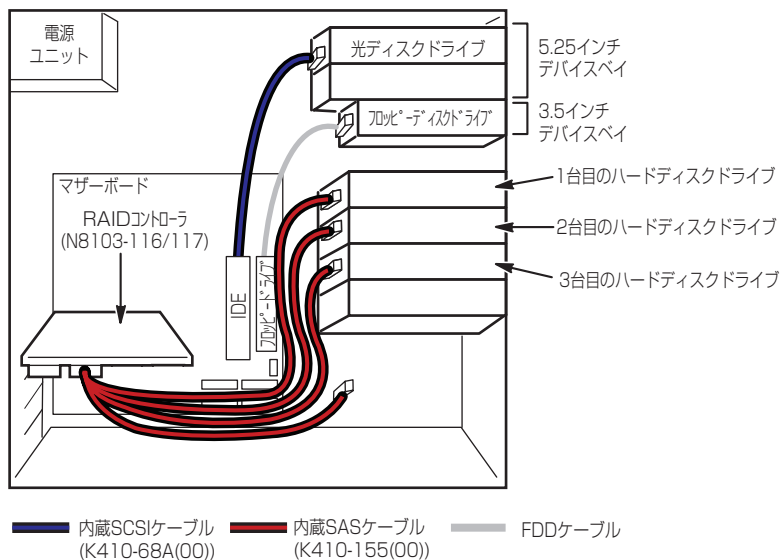 電源
ユニット
光ディスクドライブ
5.25インチ
デバイスベイ
フロッピーディスクドライブ
3.5インチ
デバイスベイ
マザーボード
RAIDコントローラ
(N8103-116/117)
IDE
フロッピードライブ
1台目のハードディスクドライブ
2台目のハードディスクドライブ
3台目のハードディスクドライブ
内蔵SCSIケーブル
(K410-68A(00))
内蔵SASケーブル
(K410-155(00))
FDDケーブル